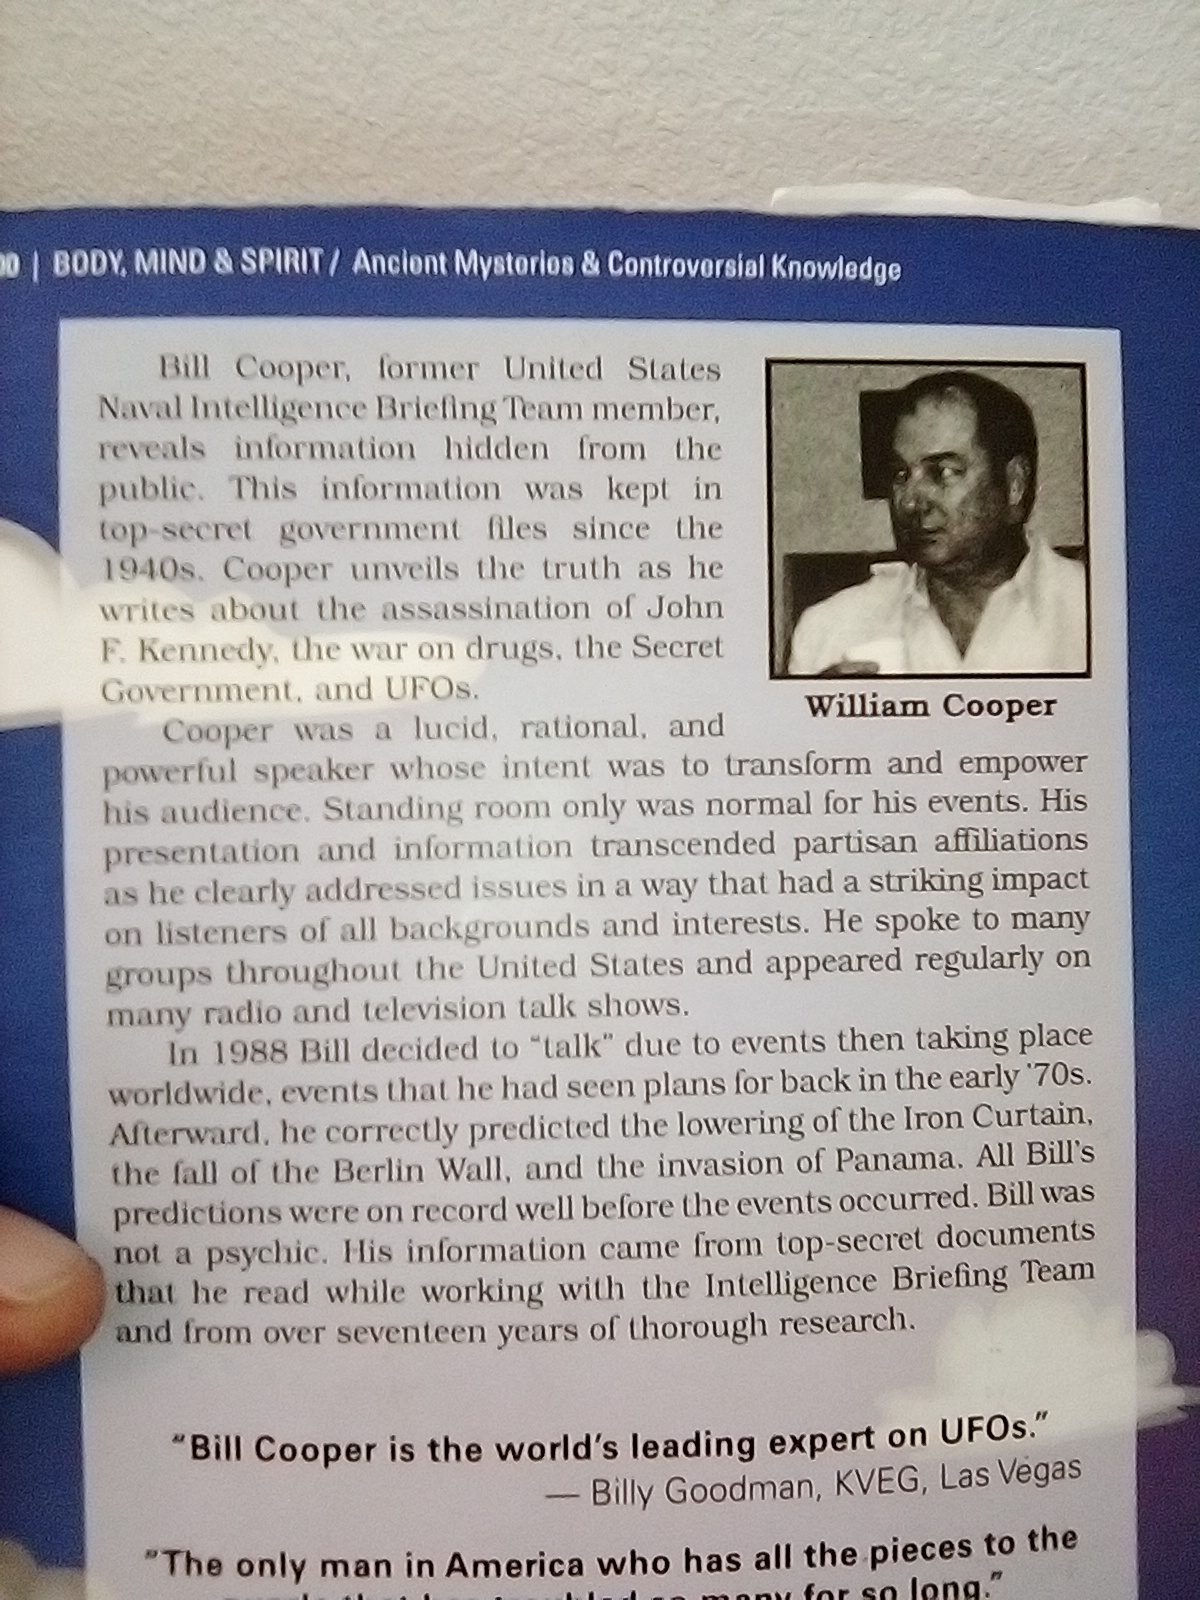 | BODY, MIND & SPIRIT / Ancient Mysteries & Controversial Knowledge
Bill Cooper, former United States
Naval Intelligence Briefing Team member,
reveals information hidden from the
public. This information was kept in
top-secret government files since the
1940s. Cooper unveils the truth as he
writes about the assassination of John
F. Kennedy, the war on drugs, the Secret
Government, and UFOs.
William Cooper
Cooper was a lucid, rational, and
powerful speaker whose intent was to transform and empower
his audience. Standing room only was normal for his events. His
presentation and information transcended partisan affiliations
as he clearly addressed issues in a way that had a striking impact
on listeners of all backgrounds and interests. He spoke to many
groups throughout the United States and appeared regularly on
many radio and television talk shows.
In 1988 Bill decided to "talk" due to events then taking place
worldwide, events that he had seen plans for back in the early '70s.
Afterward, he correctly predicted the lowering of the Iron Curtain,
the fall of the Berlin Wall, and the invasion of Panama. All Bill's
predictions were on record well before the events occurred. Bill was
not a psychic. His information came from top-secret documents
that he read while working with the Intelligence Briefing Team
and from over seventeen years of thorough research.
"Bill Cooper is the world's leading expert on UFOs."
— Billy Goodman, KVEG, Las Vegas
"The only man in America who has all the pieces to the
many for so long."